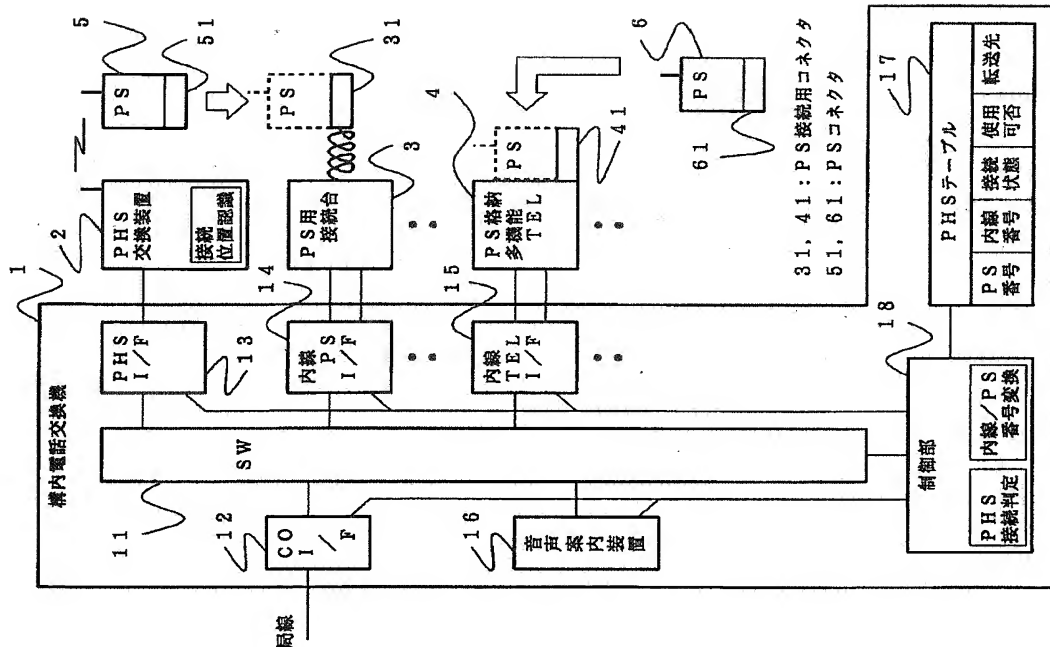 構内電話交換機
1
局線
11
SW
12
CO
I/F
16
音声案内装置
13
PHS
I/F
14
内線
PS
I/F
15
内線
TEL
I/F
2
PHS
交換装置
接続
位置認識
3
PS用
接続台
4
PS格納
多機能
TEL
5
PS
51
PS
31
PS
41
6
PS
61
31,41:PS接続用コネクタ
51,61:PSコネクタ
18
制御部
PHS
接続判定
内線/PS
番号変換
17
PHSテーブル
PS
番号
内線
番号
接続
状態
使用
可否
転送先